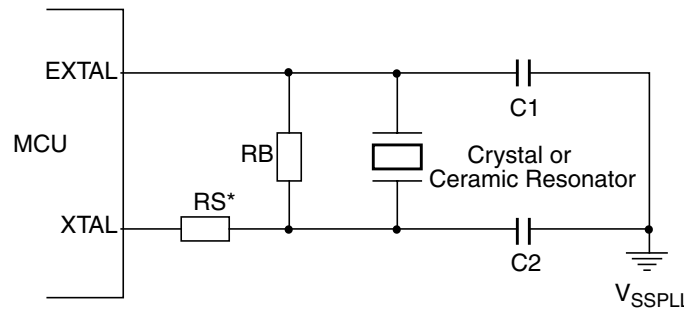 EXTAL
C1
MCU
RB
Crystal or
Ceramic Resonator
RS*
XTAL
C2
VSSPLL